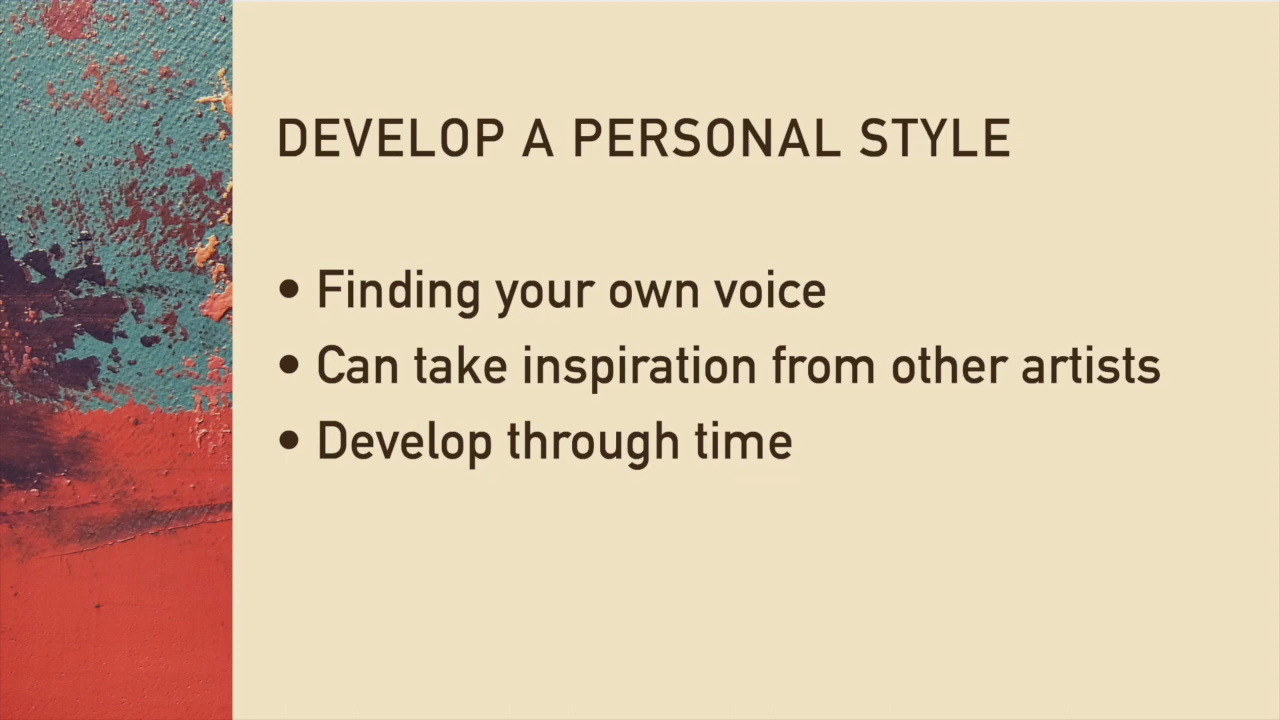 DEVELOP A PERSONAL STYLE
• Finding your own voice
• Can take inspiration from other artists
• Develop through time